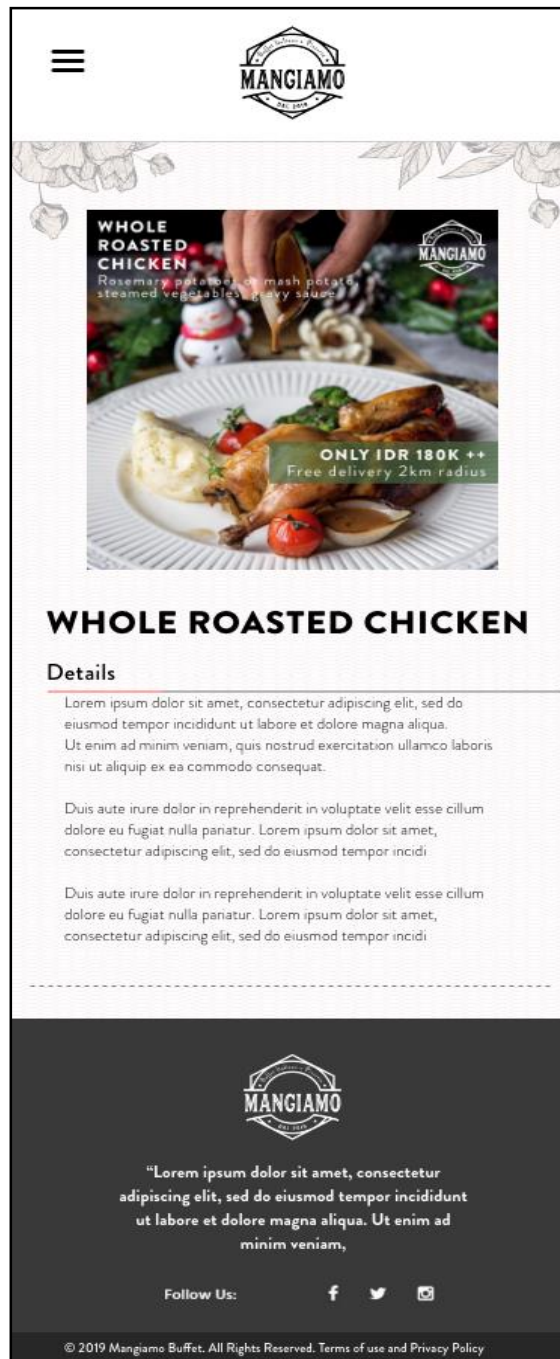 MANGIAMO
WHOLE
ROASTED
CHICKEN
Rosemary potatoes or mash potato,
steamed vegetables, gravy sauce
MANGIAMO
ONLY IDR 180K ++
Free delivery 2km radius
WHOLE ROASTED CHICKEN
Details
Lorem ipsum dolor sit amet, consectetur adipiscing elit, sed do
eiusmod tempor incididunt ut labore et dolore magna aliqua.
Ut enim ad minim veniam, quis nostrud exercitation ullamco laboris
nisi ut aliquip ex ea commodo consequat.
Duis aute irure dolor in reprehenderit in voluptate velit esse cillum
dolore eu fugiat nulla pariatur. Lorem ipsum dolor sit amet,
consectetur adipiscing elit, sed do eiusmod tempor incidi
Duis aute irure dolor in reprehenderit in voluptate velit esse cillum
dolore eu fugiat nulla pariatur. Lorem ipsum dolor sit amet,
consectetur adipiscing elit, sed do eiusmod tempor incidi
MANGIAMO
“Lorem ipsum dolor sit amet, consectetur
adipiscing elit, sed do eiusmod tempor incididunt
ut labore et dolore magna aliqua. Ut enim ad
minim veniam,
Follow Us:
© 2019 Mangiamo Buffet. All Rights Reserved. Terms of use and Privacy Policy